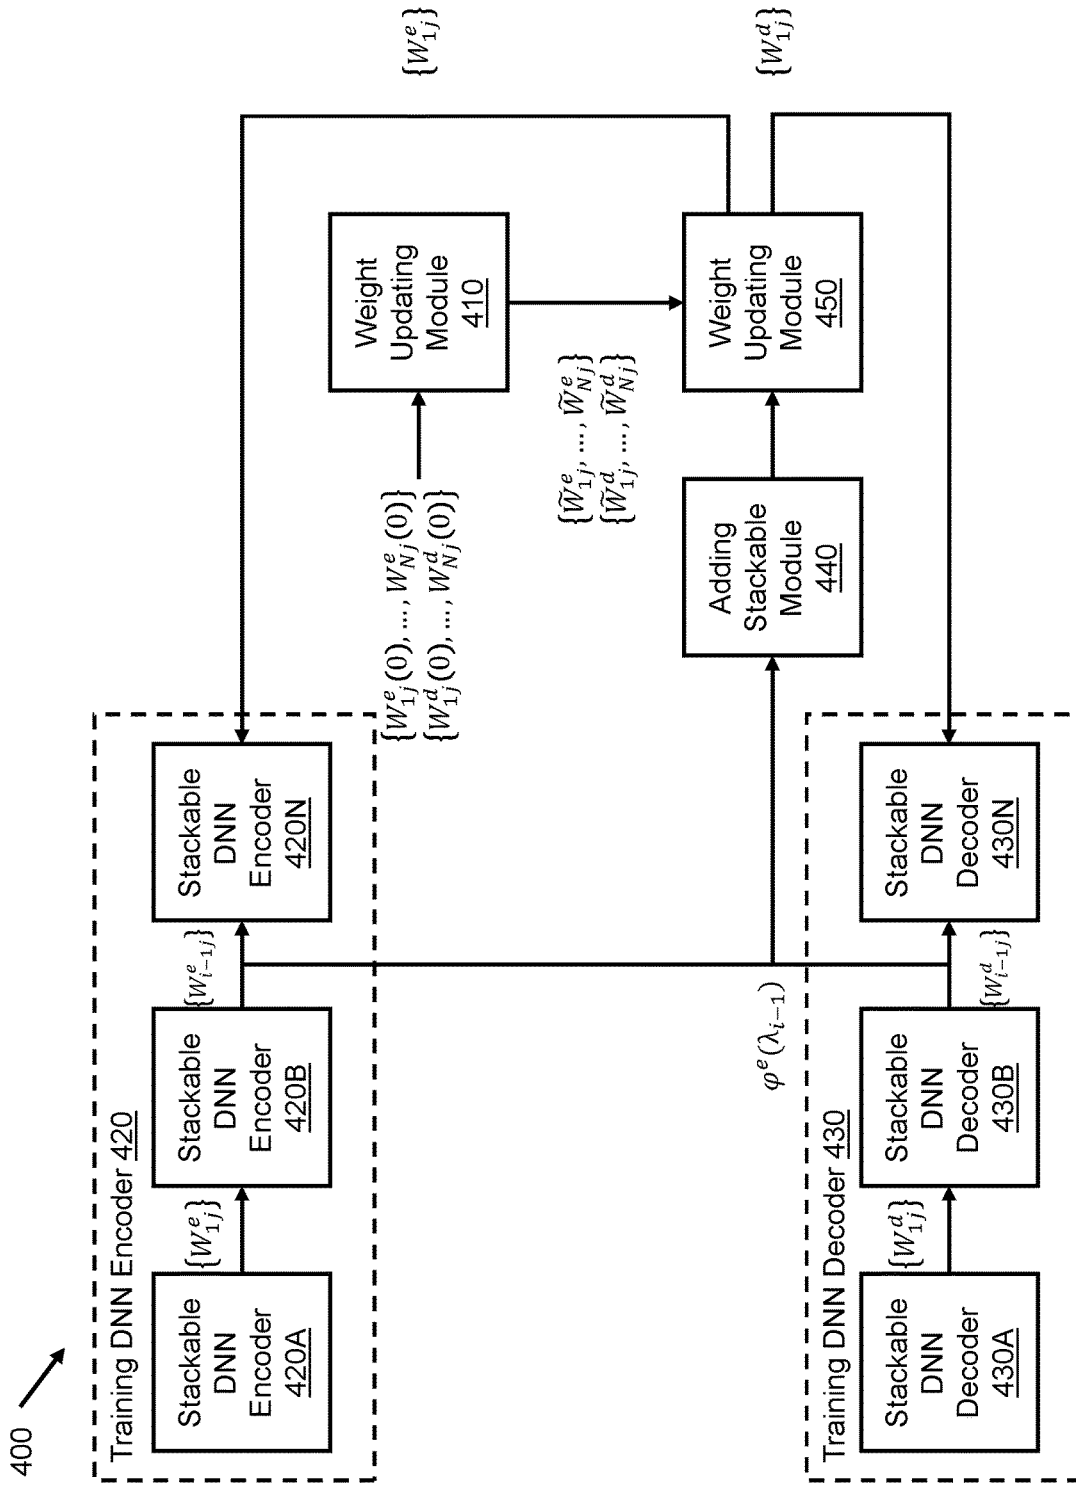 400
Training DNN Encoder 420
Stackable
DNN
Encoder
420A
{W^e_{1j}}
Stackable
DNN
Encoder
420B
{W^e_{i−1j}}
Stackable
DNN
Encoder
420N
{W^e_{1j}}
{W^e_{1j}(0), …, W^e_{Nj}(0)}
{W^d_{1j}(0), …, W^d_{Nj}(0)}
Weight
Updating
Module
410
{W̃^e_{1j}, …, W̃^e_{Nj}}
{W̃^d_{1j}, …, W̃^d_{Nj}}
φ^e(λ_{i−1})
Adding
Stackable
Module
440
Weight
Updating
Module
450
{W^d_{1j}}
Training DNN Decoder 430
Stackable
DNN
Decoder
430A
{W^d_{1j}}
Stackable
DNN
Decoder
430B
{W^d_{i−1j}}
Stackable
DNN
Decoder
430N